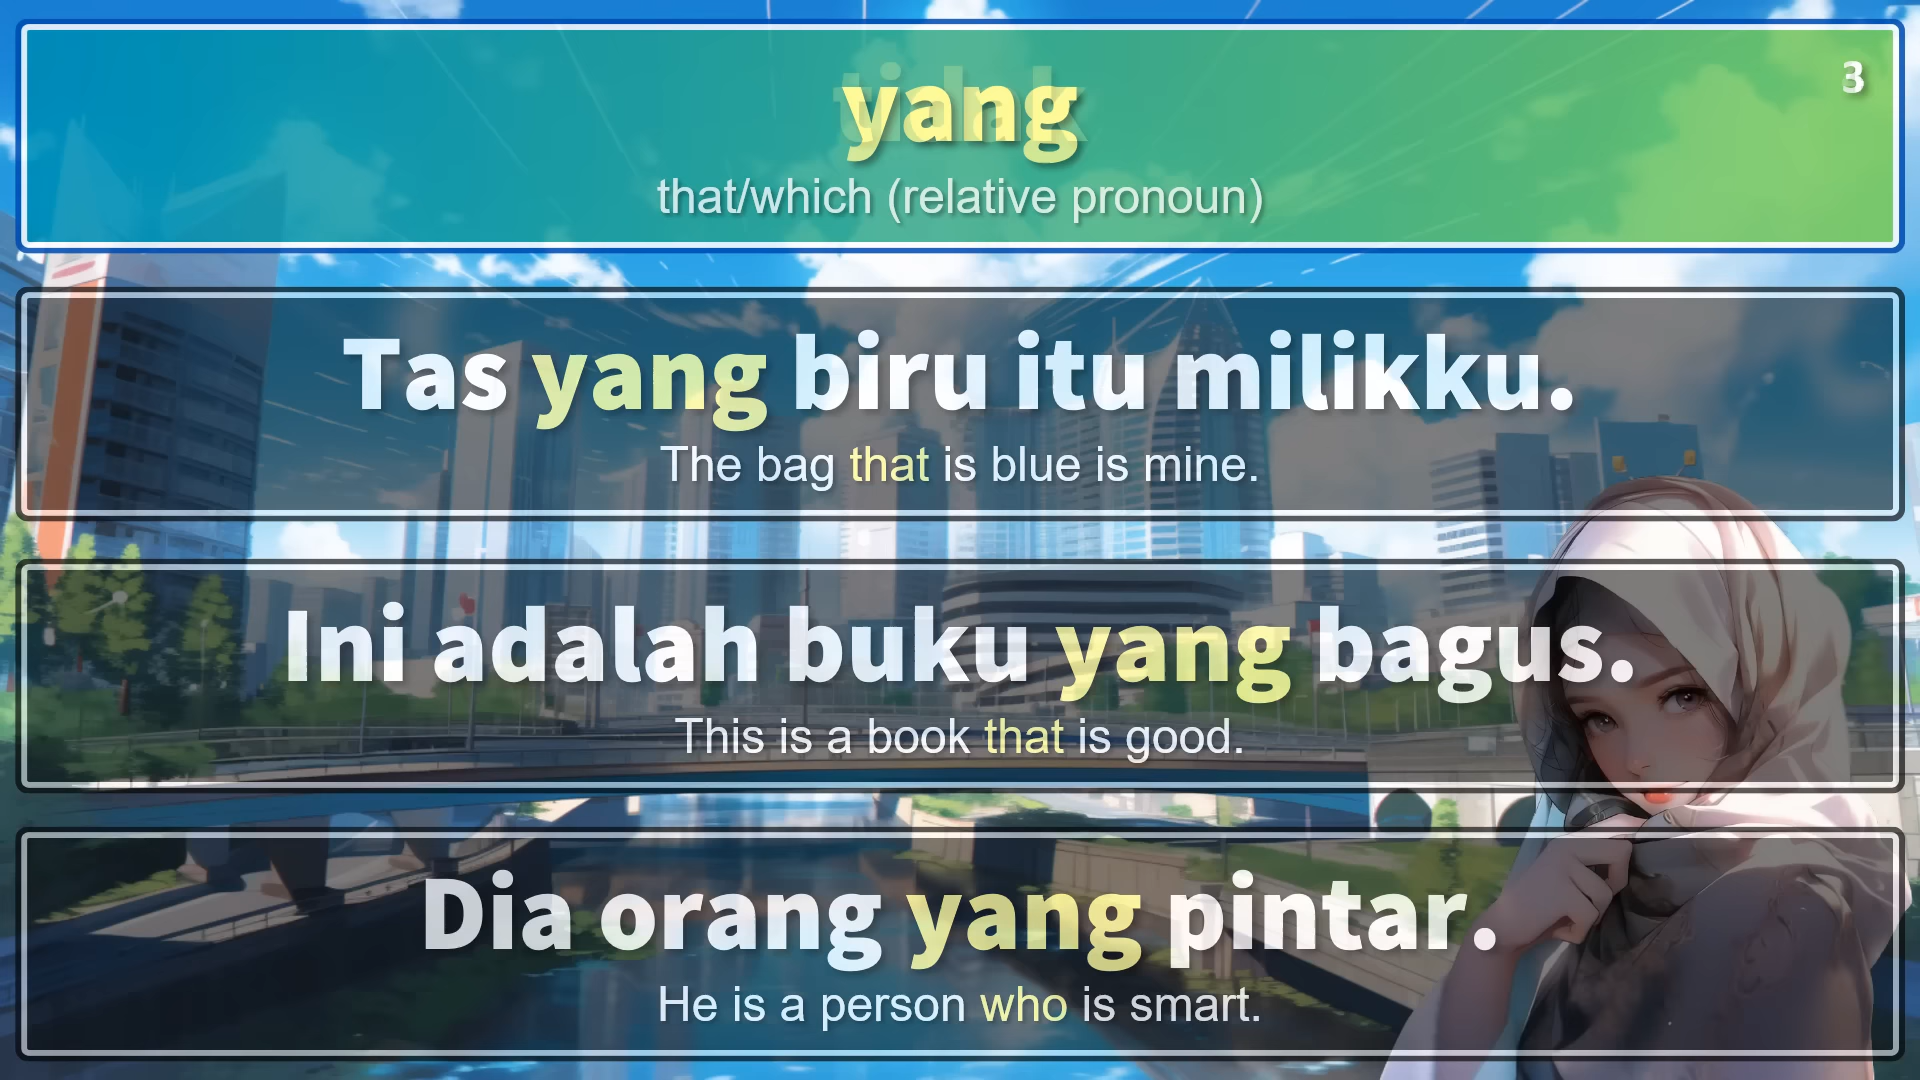 yang
3
that/which (relative pronoun)
Tas yang biru itu milikku.
The bag that is blue is mine.
Ini adalah buku yang bagus.
This is a book that is good.
Dia orang yang pintar.
He is a person who is smart.